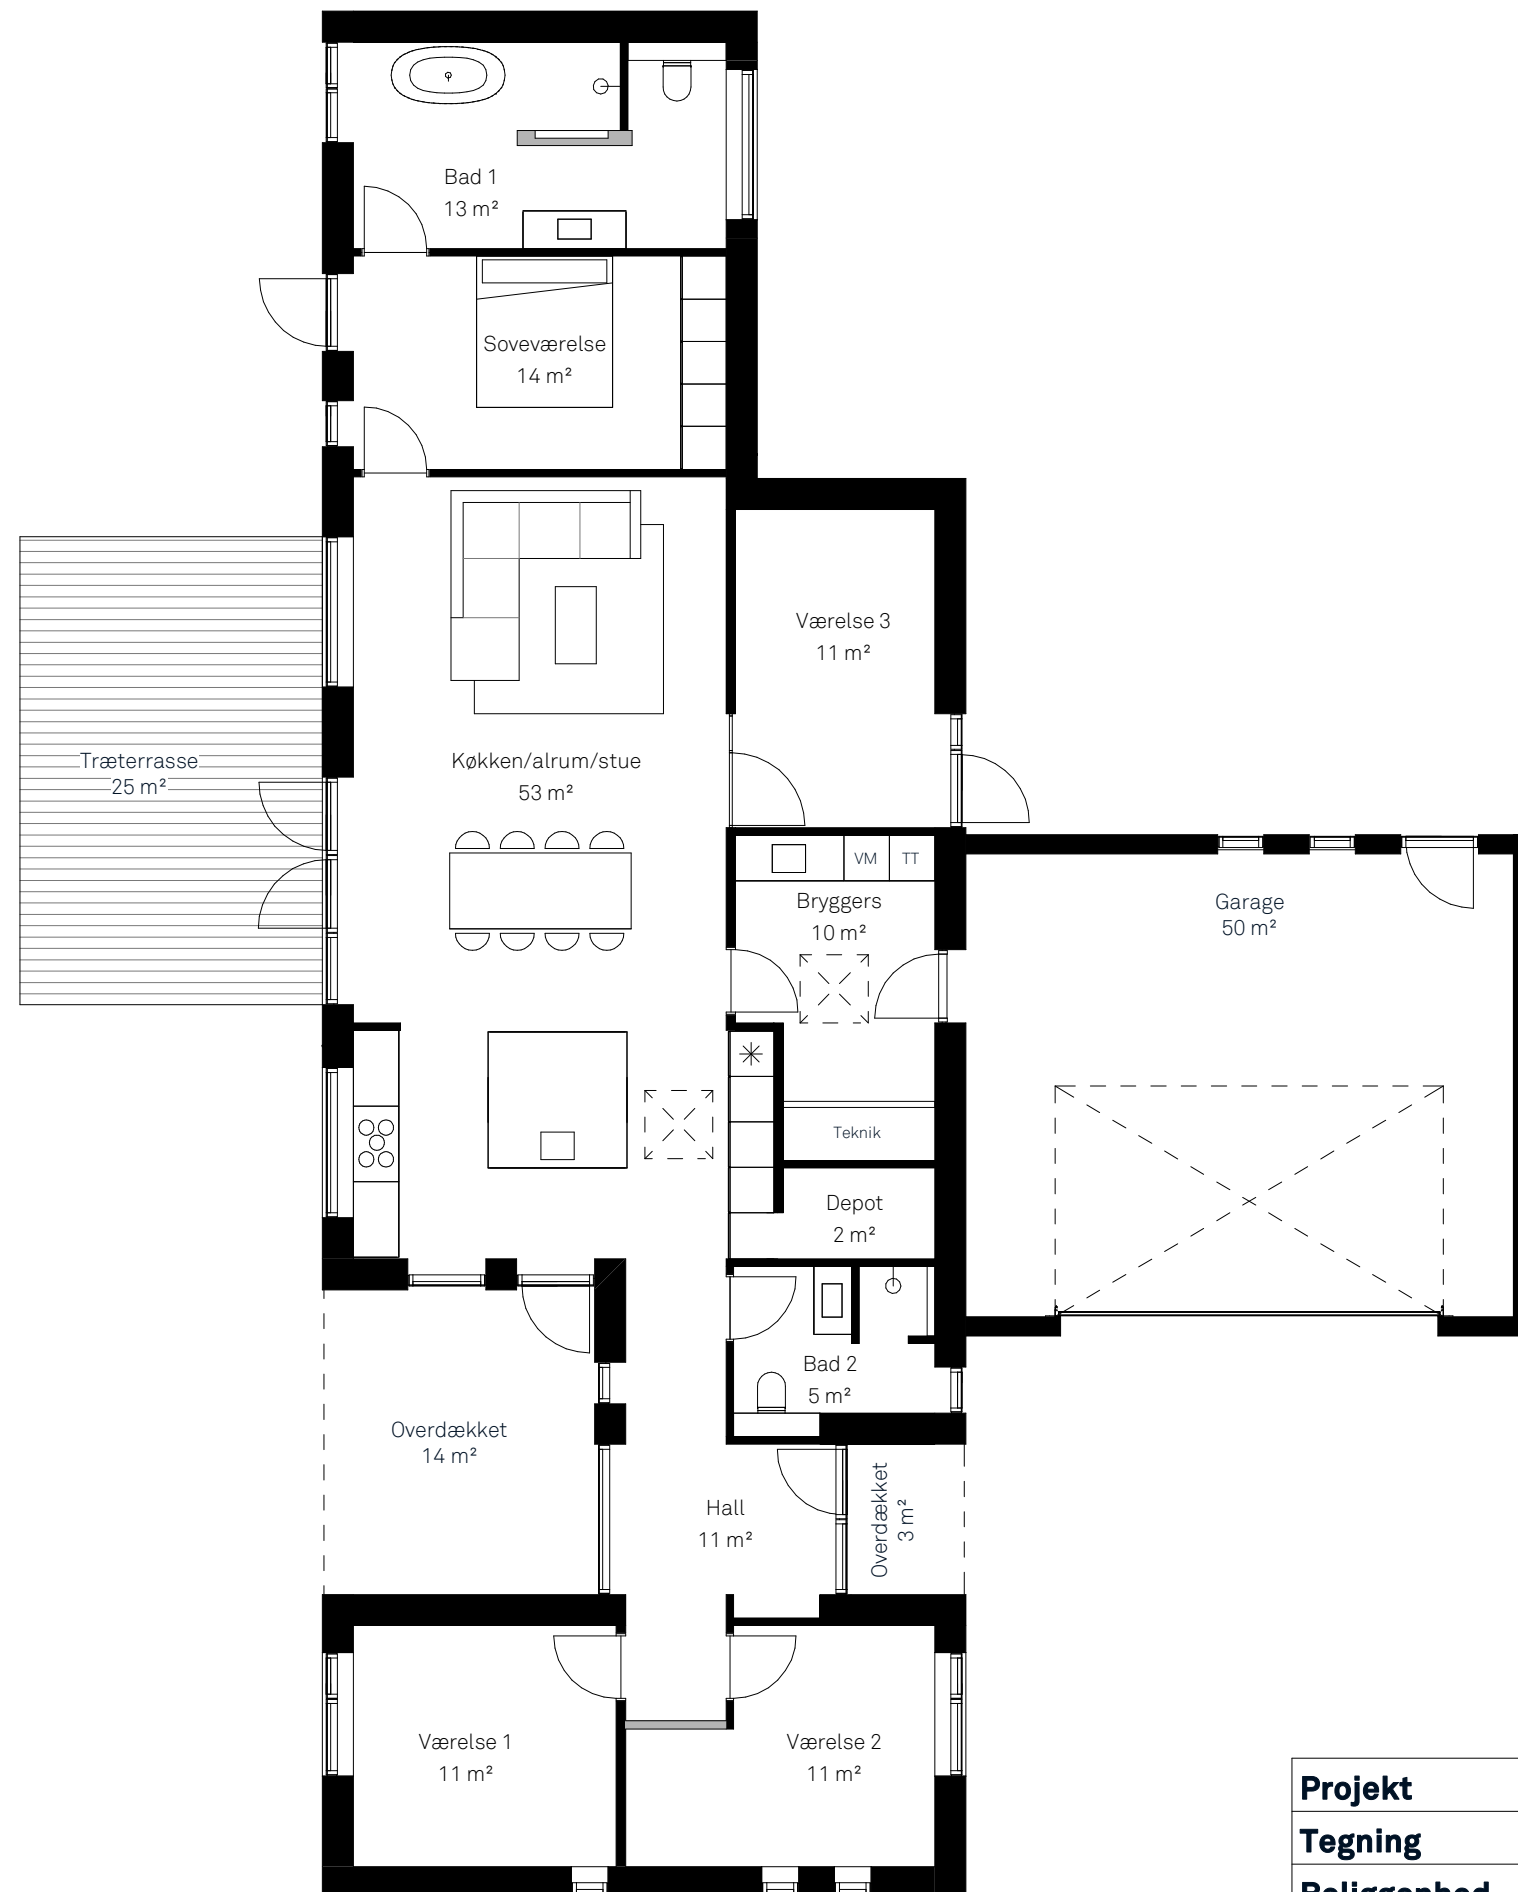 Bad 1
13 m²
Soveværelse
14 m²
Værelse 3
11 m²
Træterrasse
25 m²
Køkken/alrum/stue
53 m²
VM
TT
Bryggers
10 m²
Garage
50 m²
Teknik
Depot
2 m²
Bad 2
5 m²
Overdækket
14 m²
Hall
11 m²
Overdækket
3 m²
Værelse 1
11 m²
Værelse 2
11 m²
Projekt
Tegning
Beliggenhed